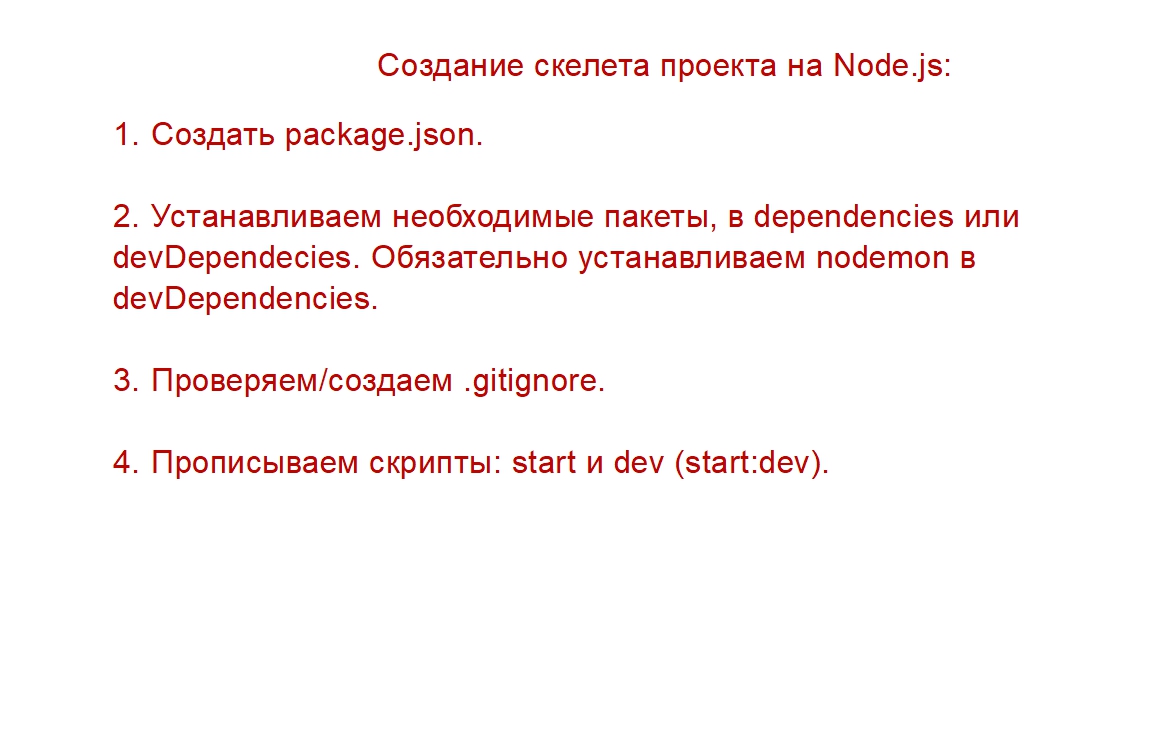 Создание скелета проекта на Node.js:
1. Создать package.json.
2. Устанавливаем необходимые пакеты, в dependencies или
devDependecies. Обязательно устанавливаем nodemon в
devDependencies.
3. Проверяем/создаем .gitignore.
4. Прописываем скрипты: start и dev (start:dev).